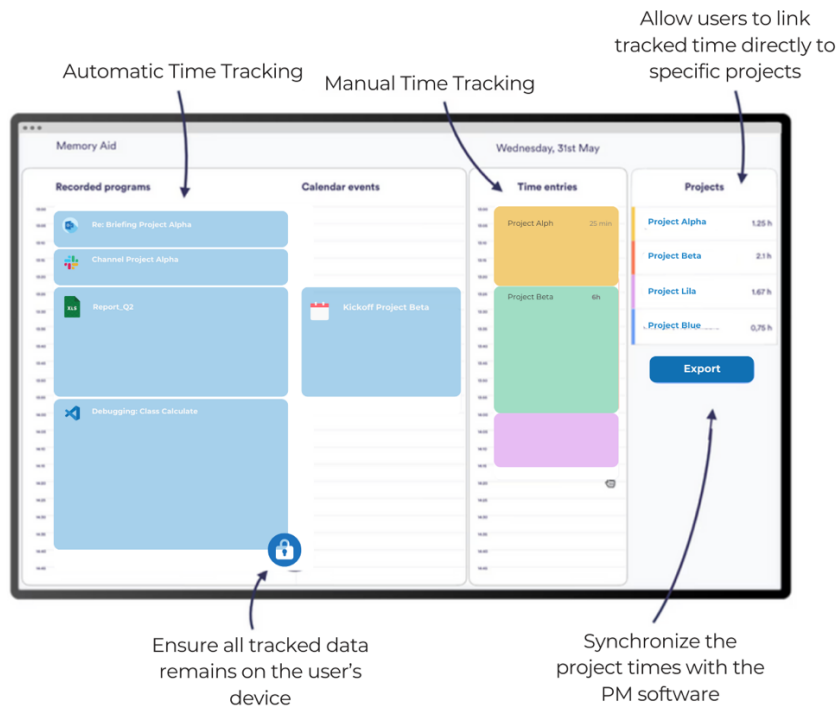 Allow users to link
tracked time directly to
specific projects
Automatic Time Tracking
Manual Time Tracking
Memory Aid
Wednesday, 31st May
Recorded programs
Calendar events
Time entries
Projects
Re: Briefing Project Alpha
Channel Project Alpha
XLS
Report_Q2
Debugging: Class Calculate
Kickoff Project Beta
Project Alph 25 min
Project Beta 6h
Project Alpha 1.25 h
Project Beta 2.1 h
Project Lila 1.67 h
Project Blue 0,75 h
Export
Ensure all tracked data
remains on the user's
device
Synchronize the
project times with the
PM software